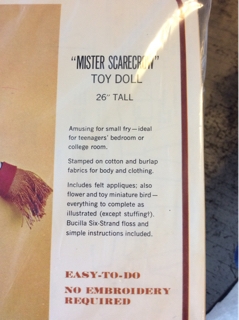 "MISTER SCARECROW"
TOY DOLL
26" TALL
Amusing for small fry—ideal
for teenagers' bedroom or
college room.
Stamped on cotton and burlap
fabrics for body and clothing.
Includes felt appliques; also
flower and toy miniature bird—
everything to complete as
illustrated (except stuffing†).
Bucilla Six-Strand floss and
simple instructions included.
EASY-TO-DO
NO EMBROIDERY
REQUIRED